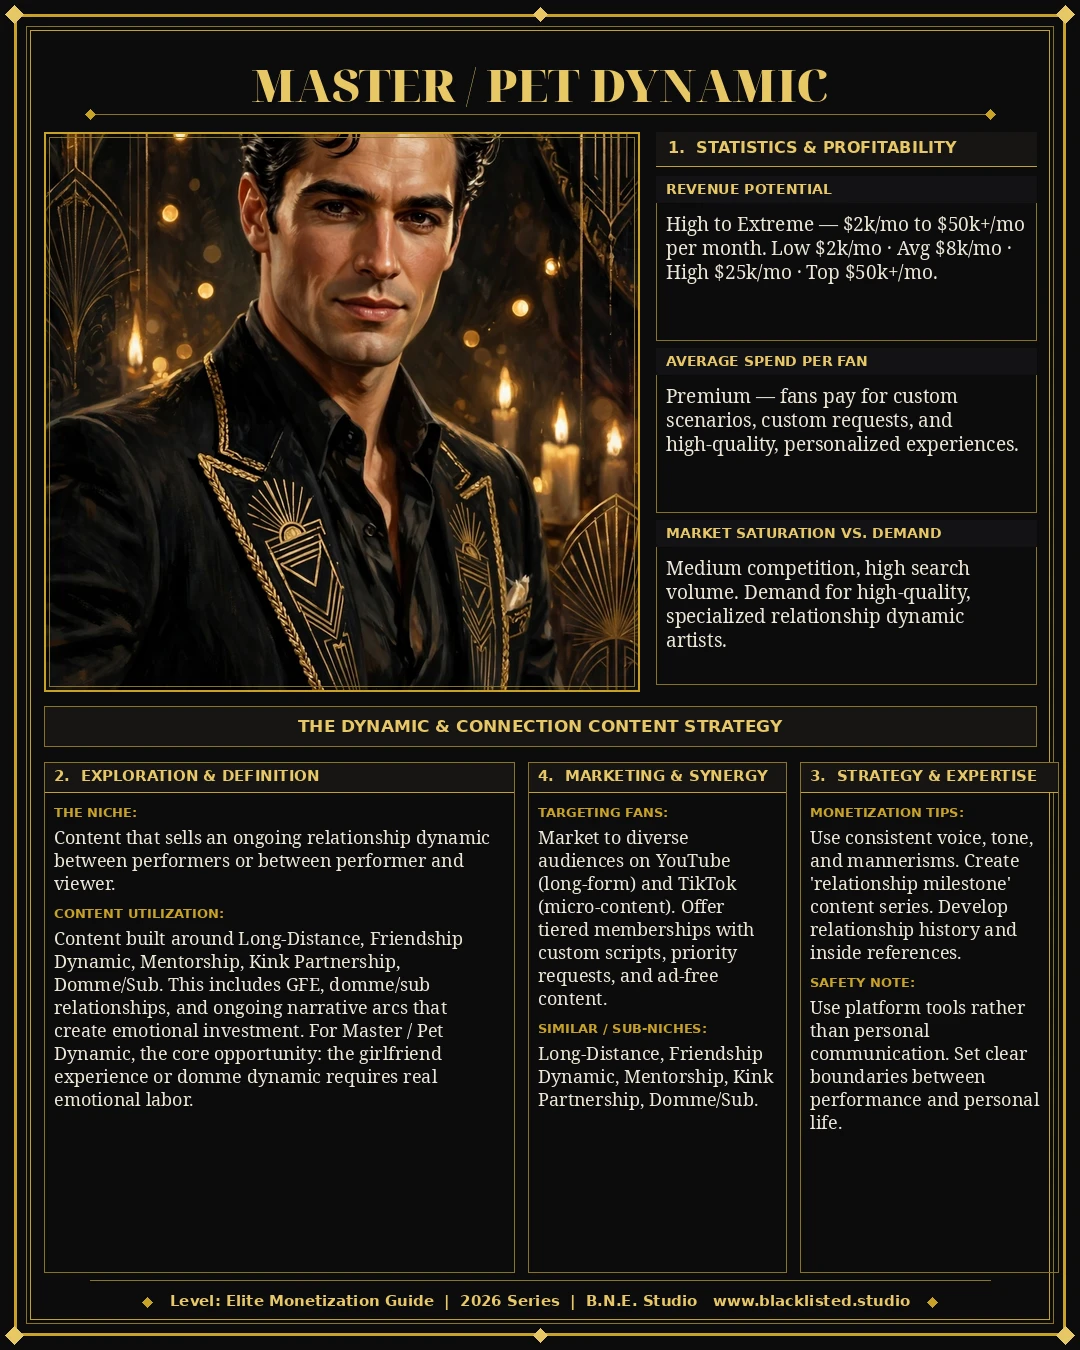 MASTER / PET DYNAMIC
1. STATISTICS & PROFITABILITY
REVENUE POTENTIAL
High to Extreme — $2k/mo to $50k+/mo
per month. Low $2k/mo · Avg $8k/mo ·
High $25k/mo · Top $50k+/mo.
AVERAGE SPEND PER FAN
Premium — fans pay for custom
scenarios, custom requests, and
high-quality, personalized experiences.
MARKET SATURATION VS. DEMAND
Medium competition, high search
volume. Demand for high-quality,
specialized relationship dynamic
artists.
THE DYNAMIC & CONNECTION CONTENT STRATEGY
2. EXPLORATION & DEFINITION
THE NICHE:
Content that sells an ongoing relationship dynamic
between performers or between performer and
viewer.
CONTENT UTILIZATION:
Content built around Long-Distance, Friendship
Dynamic, Mentorship, Kink Partnership,
Domme/Sub. This includes GFE, domme/sub
relationships, and ongoing narrative arcs that
create emotional investment. For Master / Pet
Dynamic, the core opportunity: the girlfriend
experience or domme dynamic requires real
emotional labor.
4. MARKETING & SYNERGY
TARGETING FANS:
Market to diverse
audiences on YouTube
(long-form) and TikTok
(micro-content). Offer
tiered memberships with
custom scripts, priority
requests, and ad-free
content.
SIMILAR / SUB-NICHES:
Long-Distance, Friendship
Dynamic, Mentorship, Kink
Partnership, Domme/Sub.
3. STRATEGY & EXPERTISE
MONETIZATION TIPS:
Use consistent voice, tone,
and mannerisms. Create
'relationship milestone'
content series. Develop
relationship history and
inside references.
SAFETY NOTE:
Use platform tools rather
than personal
communication. Set clear
boundaries between
performance and personal
life.
Level: Elite Monetization Guide | 2026 Series | B.N.E. Studio www.blacklisted.studio